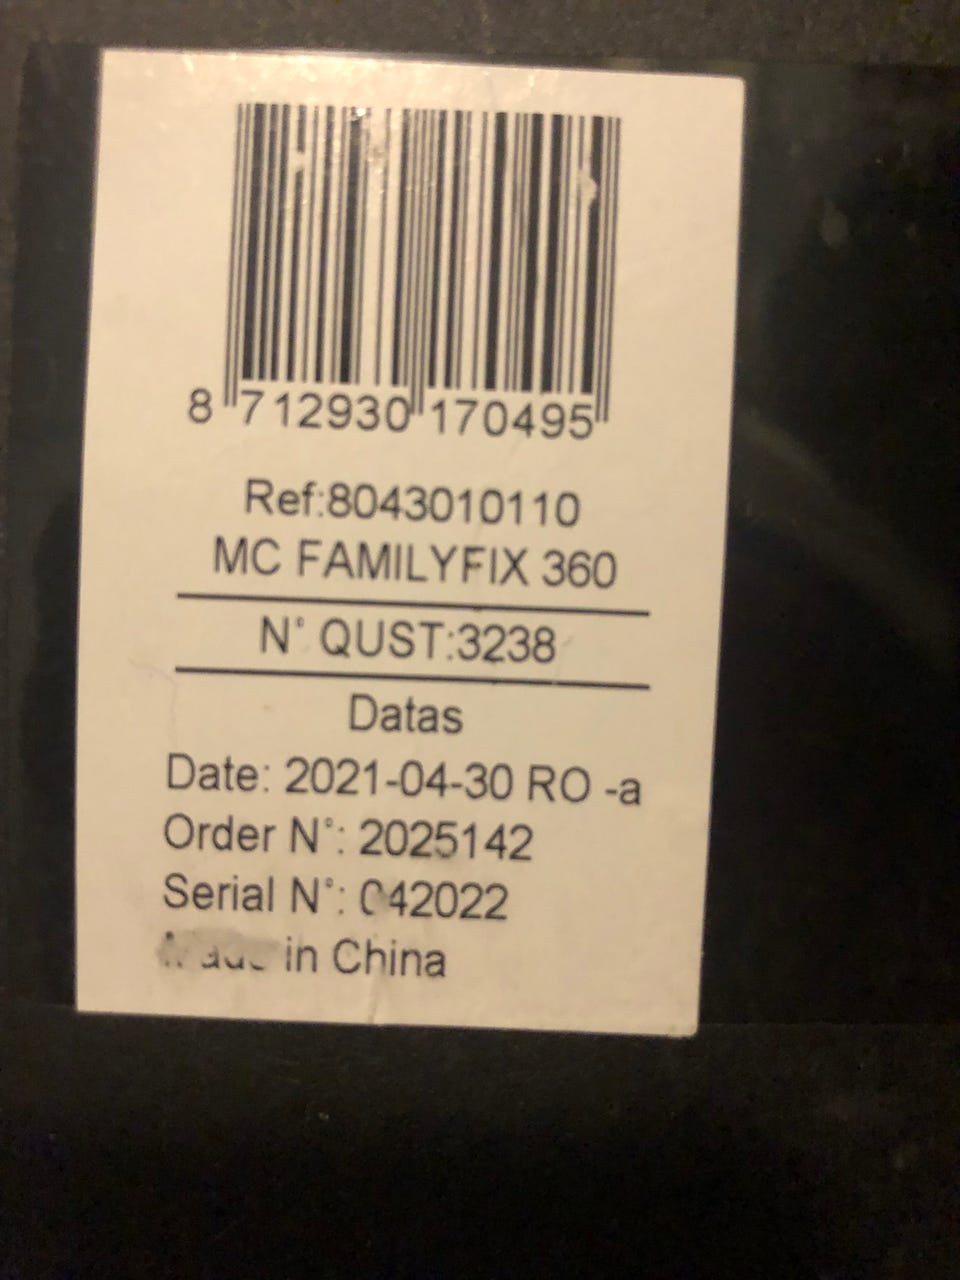 8 712930 170495
Ref:8043010110
MC FAMILYFIX 360
N° QUST:3238
Datas
Date: 2021-04-30 RO -a
Order N°: 2025142
Serial N°: 042022
in China